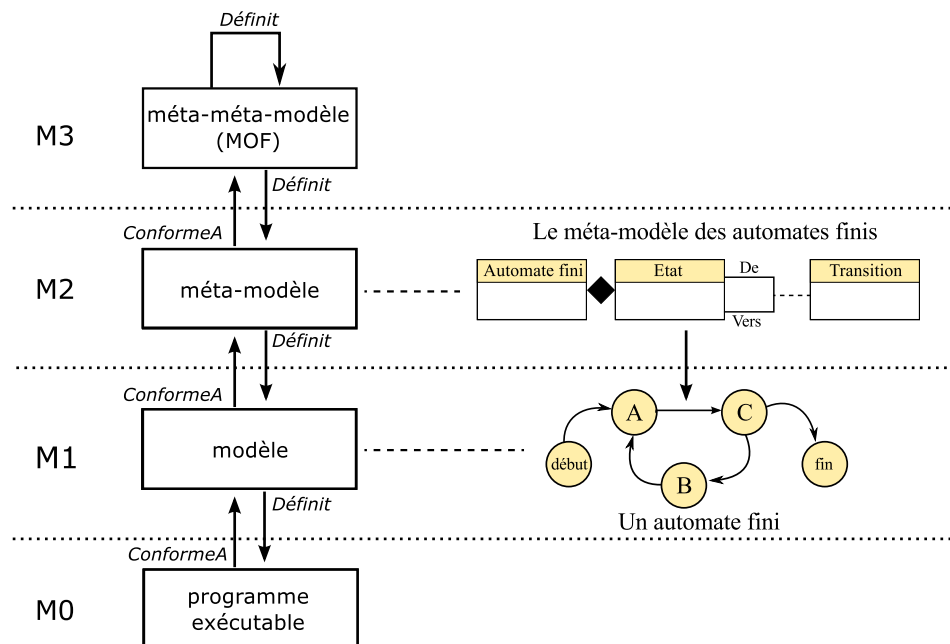 Définit
méta-méta-modèle
(MOF)
M3
Définit
ConformeA
Le méta-modèle des automates finis
M2
méta-modèle
Automate fini
Etat
De
Transition
Vers
Définit
ConformeA
M1
modèle
A
C
début
B
fin
Un automate fini
Définit
ConformeA
M0
programme
exécutable